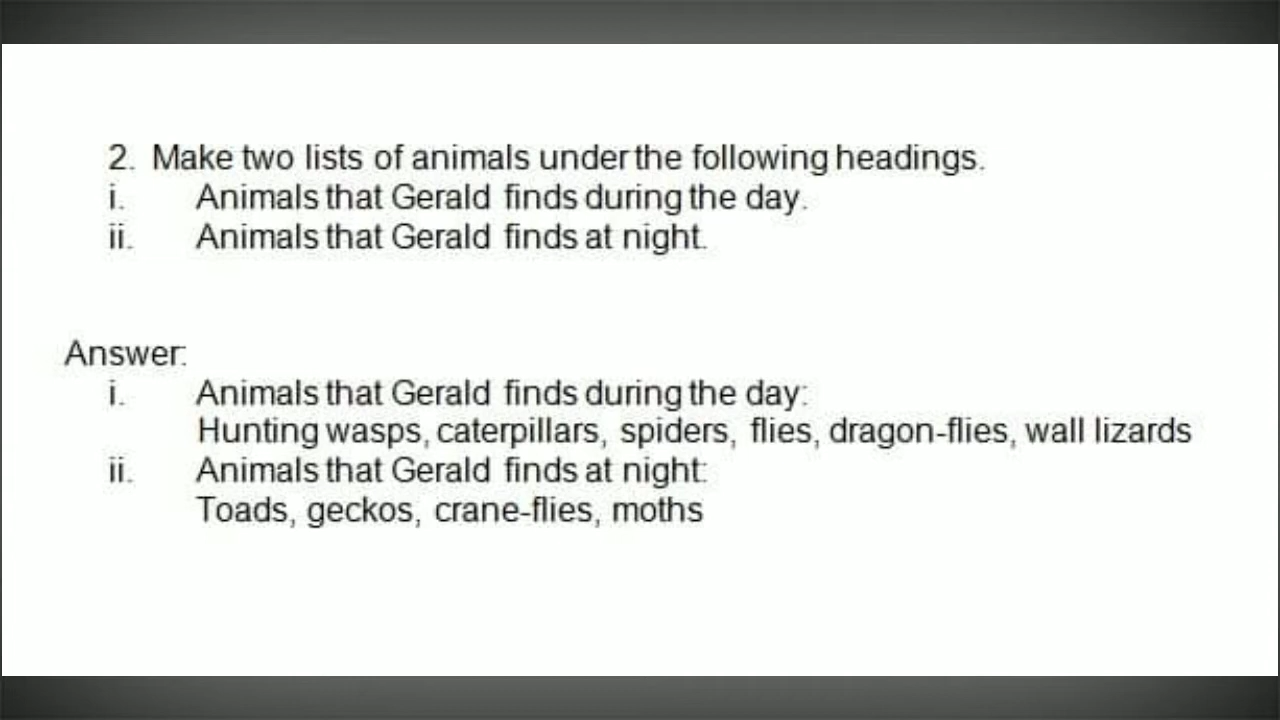 2. Make two lists of animals under the following headings.
i. Animals that Gerald finds during the day.
ii. Animals that Gerald finds at night.
Answer:
i. Animals that Gerald finds during the day:
Hunting wasps, caterpillars, spiders, flies, dragon-flies, wall lizards
ii. Animals that Gerald finds at night:
Toads, geckos, crane-flies, moths